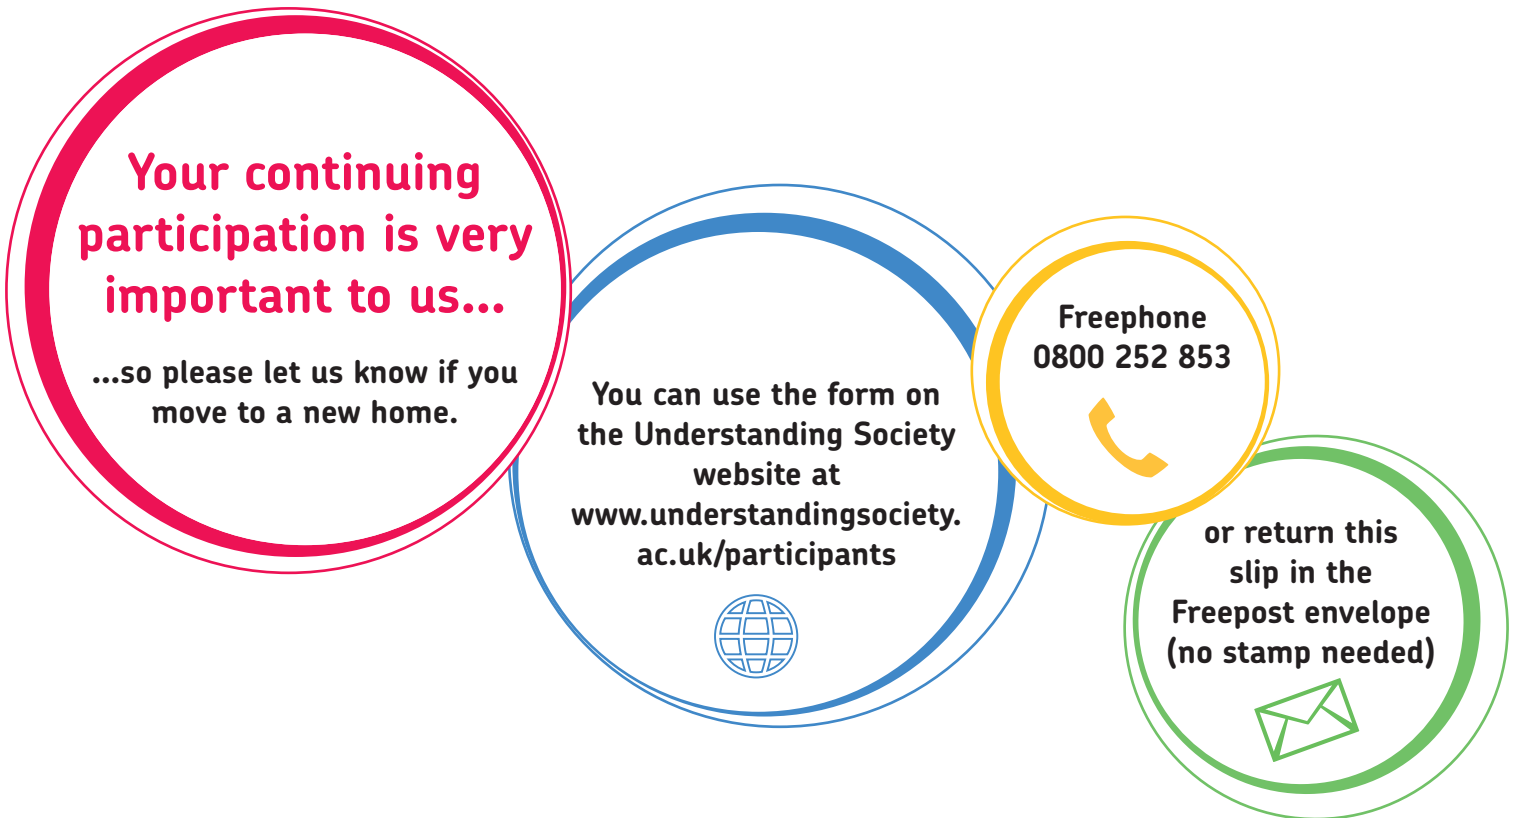 Your continuing
participation is very
important to us...
...so please let us know if you
move to a new home.
You can use the form on
the Understanding Society
website at
www.understandingsociety.
ac.uk/participants
Freephone
0800 252 853
or return this
slip in the
Freepost envelope
(no stamp needed)